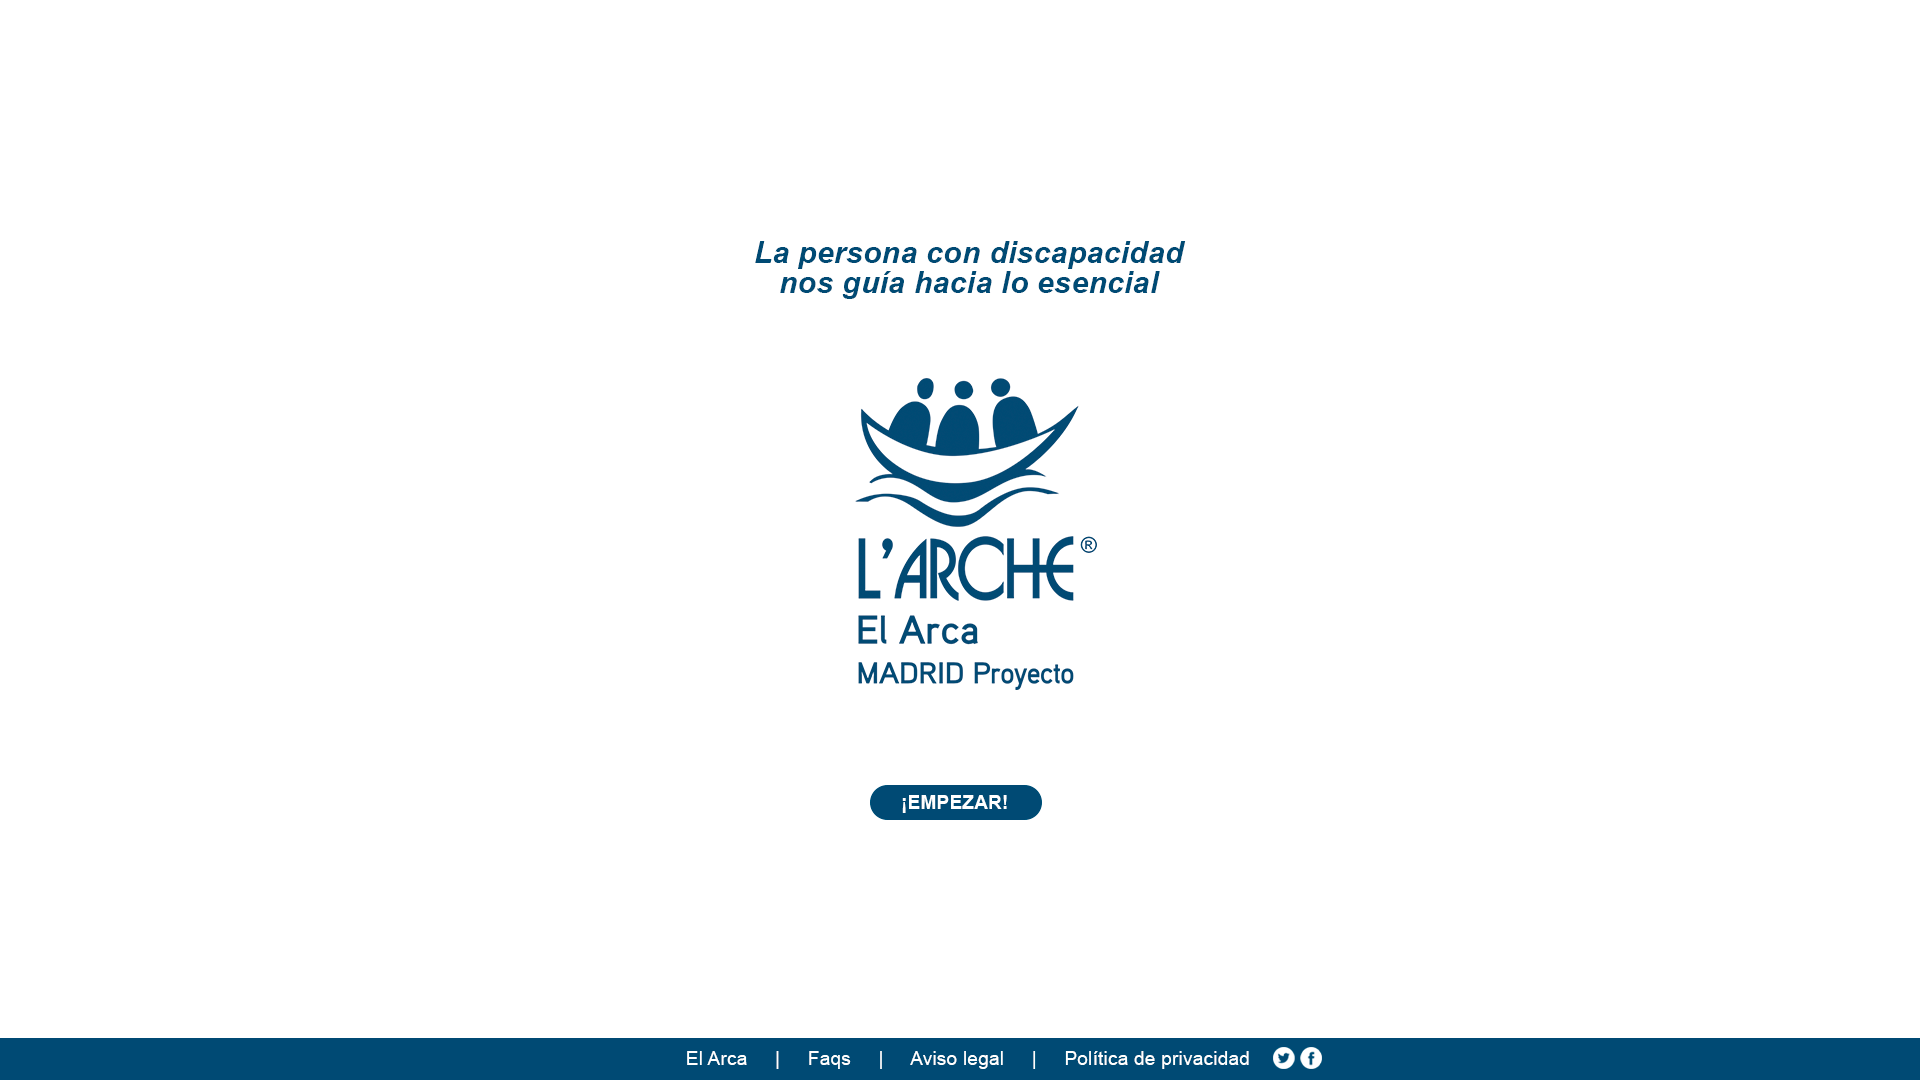 La persona con discapacidad
nos guía hacia lo esencial
L'ARCHE®
El Arca
MADRID Proyecto
¡EMPEZAR!
El Arca | Faqs | Aviso legal | Política de privacidad